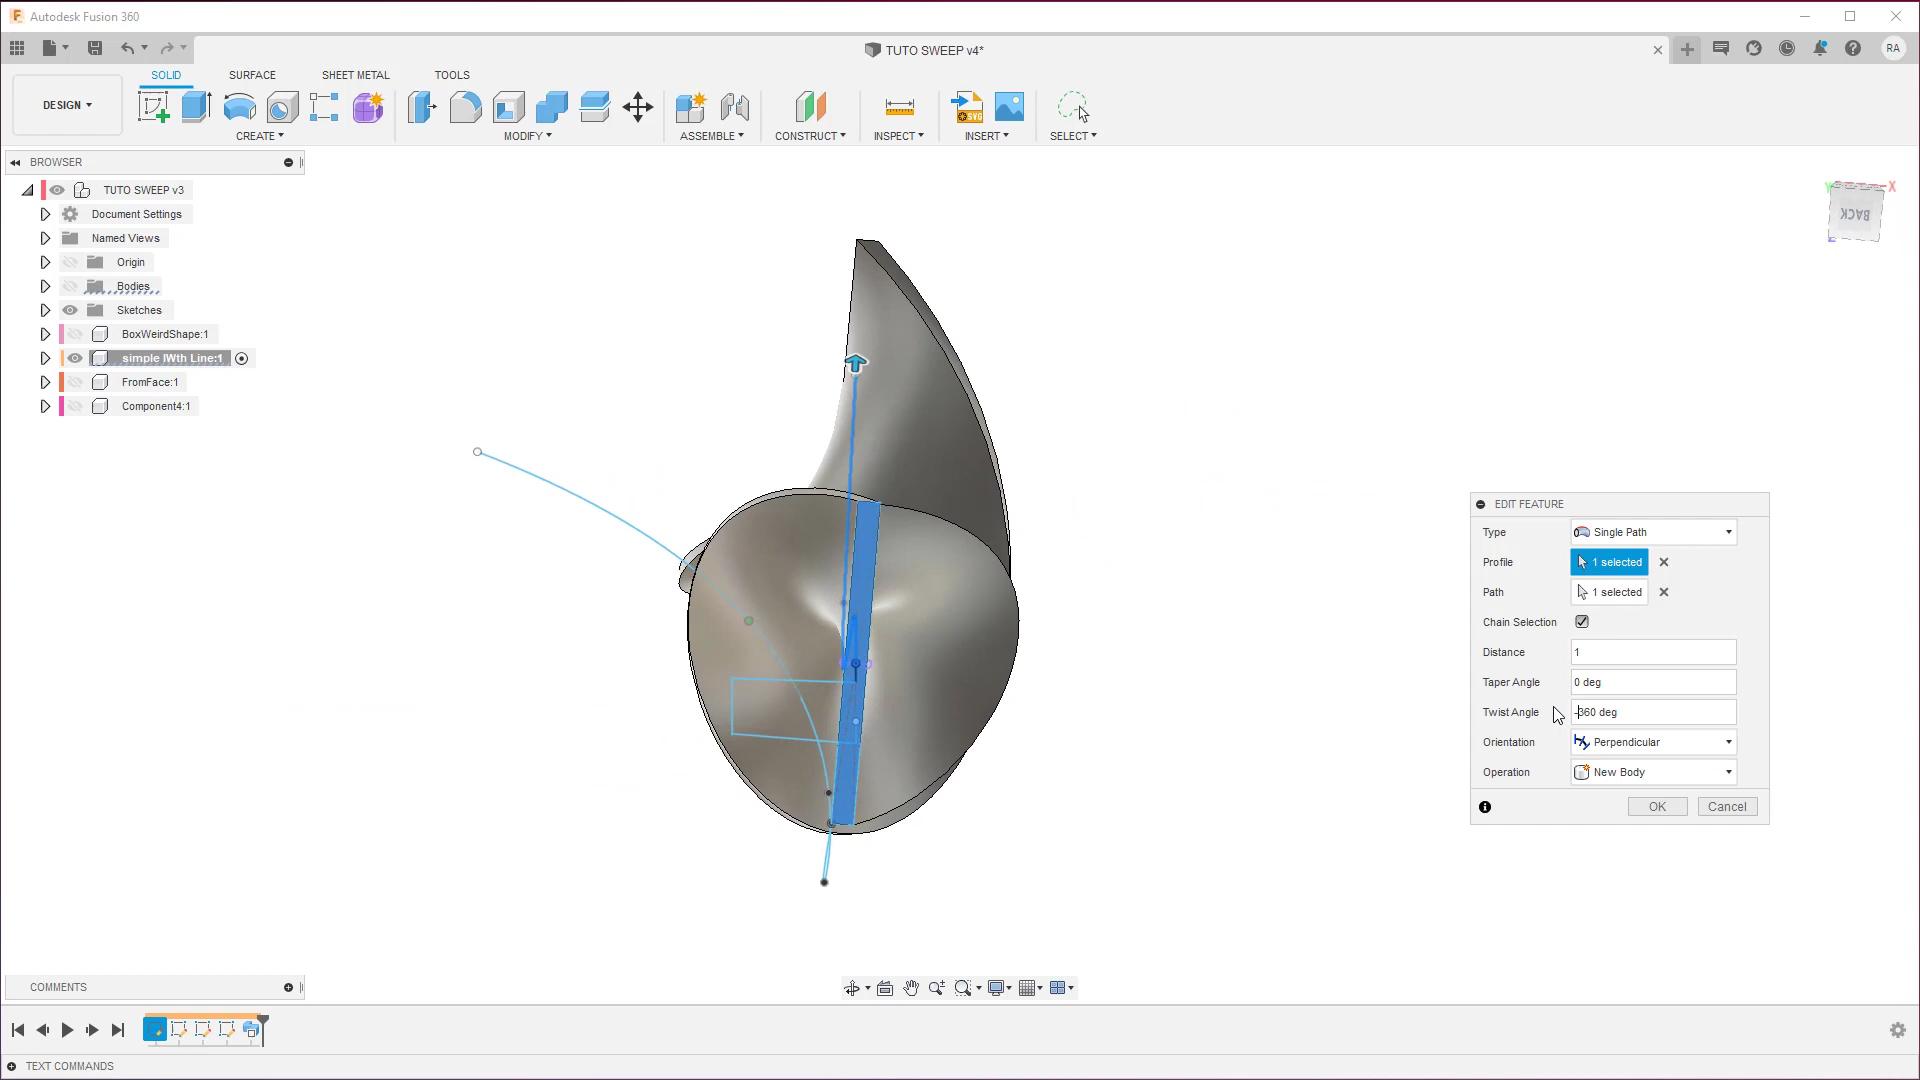 Autodesk Fusion 360
TUTO SWEEP v4*
RA
DESIGN
SOLID
SURFACE
SHEET METAL
TOOLS
CREATE
MODIFY
ASSEMBLE
CONSTRUCT
INSPECT
INSERT
SELECT
SVG
BROWSER
TUTO SWEEP v3
Document Settings
Named Views
Origin
Bodies
Sketches
BoxWeirdShape:1
simple lWth Line:1
FromFace:1
Component4:1
X
Y
BACK
EDIT FEATURE
Type Single Path
Profile 1 selected
Path 1 selected
Chain Selection
Distance 1
Taper Angle 0 deg
Twist Angle -360 deg
Orientation Perpendicular
Operation New Body
OK Cancel
COMMENTS
TEXT COMMANDS